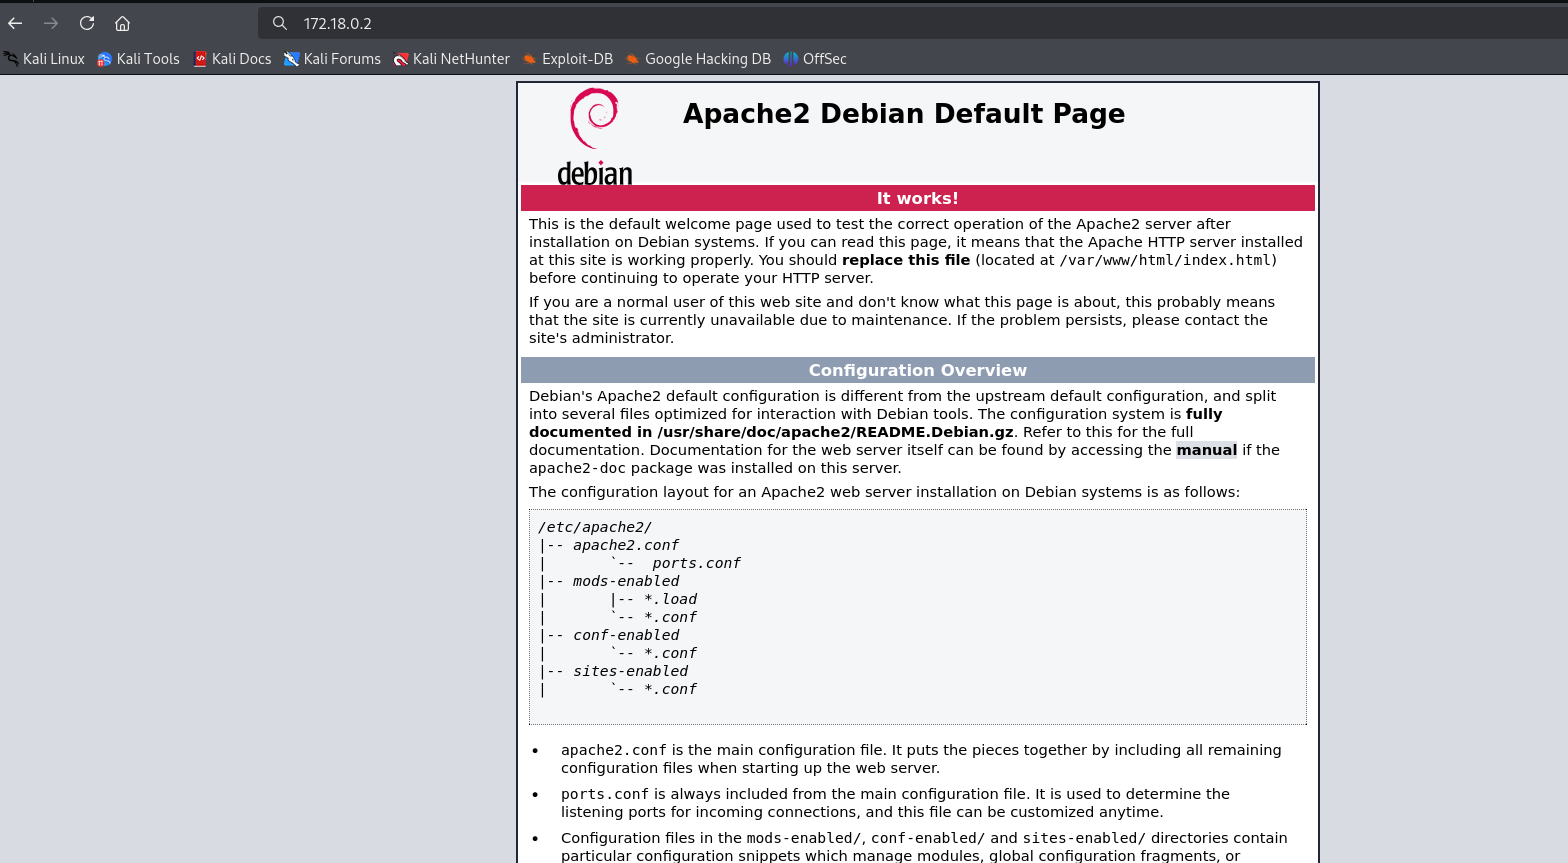 172.18.0.2
Kali Linux Kali Tools Kali Docs Kali Forums Kali NetHunter Exploit-DB Google Hacking DB OffSec
Apache2 Debian Default Page
debian
It works!
This is the default welcome page used to test the correct operation of the Apache2 server after
installation on Debian systems. If you can read this page, it means that the Apache HTTP server installed
at this site is working properly. You should replace this file (located at /var/www/html/index.html)
before continuing to operate your HTTP server.
If you are a normal user of this web site and don't know what this page is about, this probably means
that the site is currently unavailable due to maintenance. If the problem persists, please contact the
site's administrator.
Configuration Overview
Debian's Apache2 default configuration is different from the upstream default configuration, and split
into several files optimized for interaction with Debian tools. The configuration system is fully
documented in /usr/share/doc/apache2/README.Debian.gz. Refer to this for the full
documentation. Documentation for the web server itself can be found by accessing the manual if the
apache2-doc package was installed on this server.
The configuration layout for an Apache2 web server installation on Debian systems is as follows:
/etc/apache2/
|-- apache2.conf
|       `--  ports.conf
|-- mods-enabled
|       |-- *.load
|       `-- *.conf
|-- conf-enabled
|       `-- *.conf
|-- sites-enabled
|       `-- *.conf
• apache2.conf is the main configuration file. It puts the pieces together by including all remaining
configuration files when starting up the web server.
• ports.conf is always included from the main configuration file. It is used to determine the
listening ports for incoming connections, and this file can be customized anytime.
• Configuration files in the mods-enabled/, conf-enabled/ and sites-enabled/ directories contain
particular configuration snippets which manage modules, global configuration fragments, or